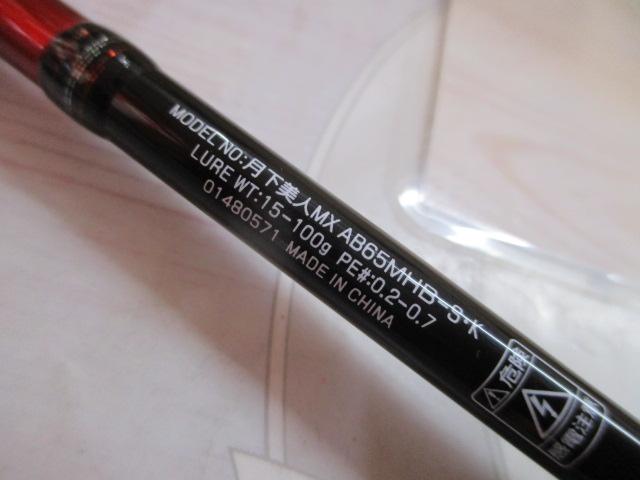 MODEL NO:月下美人MX AB65MHB-S・K
LURE WT:15-100g PE#:0.2-0.7
01480571 MADE IN CHINA
危険
感電注意